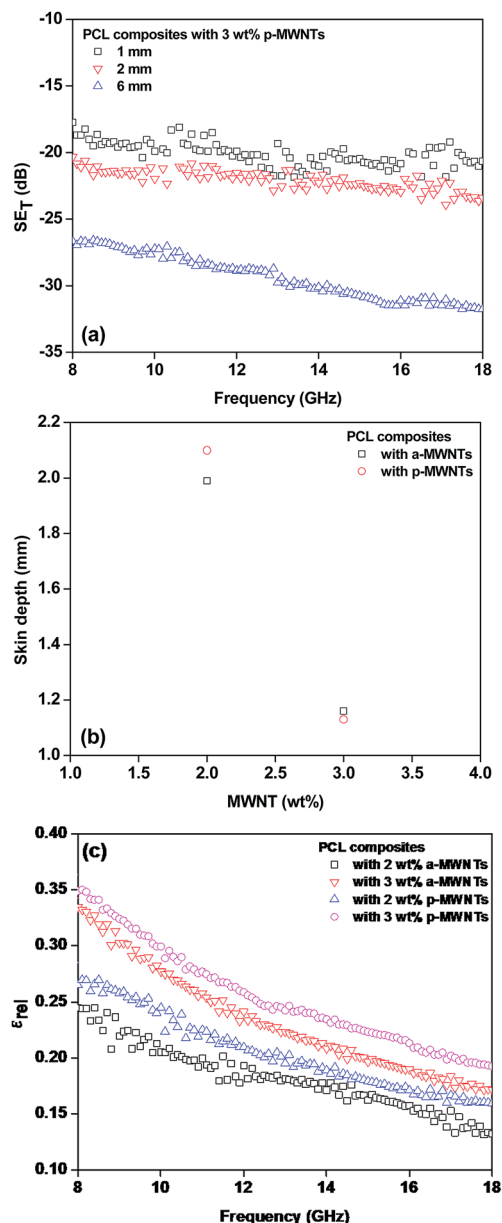 -10
PCL composites with 3 wt% p-MWNTs
1 mm
2 mm
6 mm
-15
-20
-25
-30
-35
SE_T (dB)
(a)
8 10 12 14 16 18
Frequency (GHz)
2.2
2.0
1.8
1.6
1.4
1.2
1.0
Skin depth (mm)
PCL composites
with a-MWNTs
with p-MWNTs
(b)
1.0 1.5 2.0 2.5 3.0 3.5 4.0
MWNT (wt%)
0.40
0.35
0.30
0.25
0.20
0.15
0.10
ε_rel
(c)
PCL composites
with 2 wt% a-MWNTs
with 3 wt% a-MWNTs
with 2 wt% p-MWNTs
with 3 wt% p-MWNTs
8 10 12 14 16 18
Frequency (GHz)